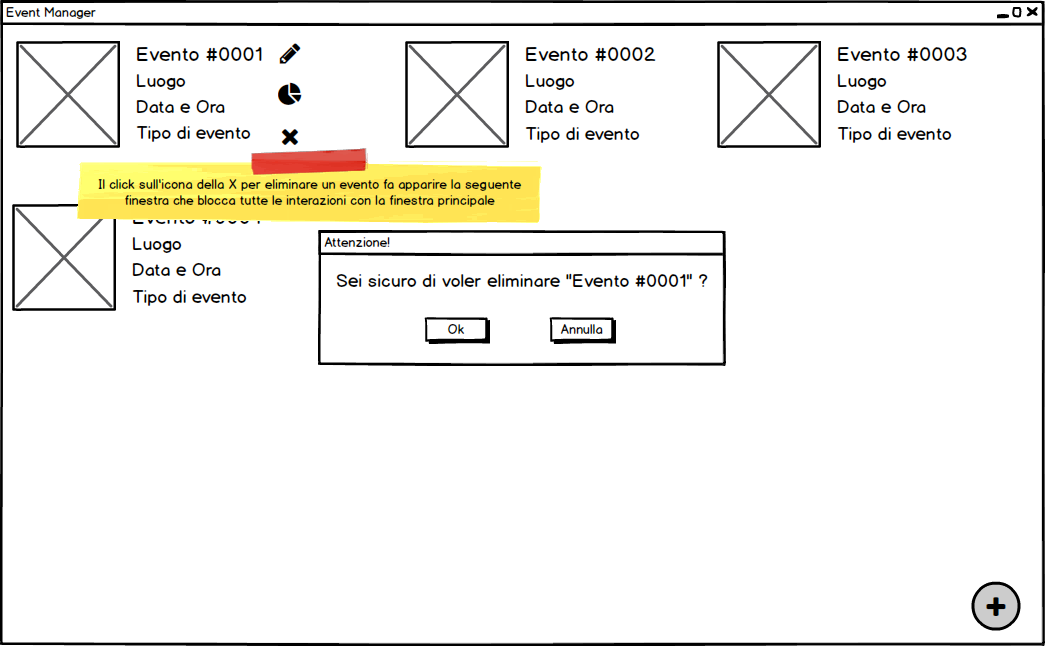 Event Manager
Evento #0001
Luogo
Data e Ora
Tipo di evento
Evento #0002
Luogo
Data e Ora
Tipo di evento
Evento #0003
Luogo
Data e Ora
Tipo di evento
Il click sull'icona della X per eliminare un evento fa apparire la seguente
finestra che blocca tutte le interazioni con la finestra principale
Evento
Luogo
Data e Ora
Tipo di evento
Attenzione!
Sei sicuro di voler eliminare "Evento #0001" ?
Ok
Annulla